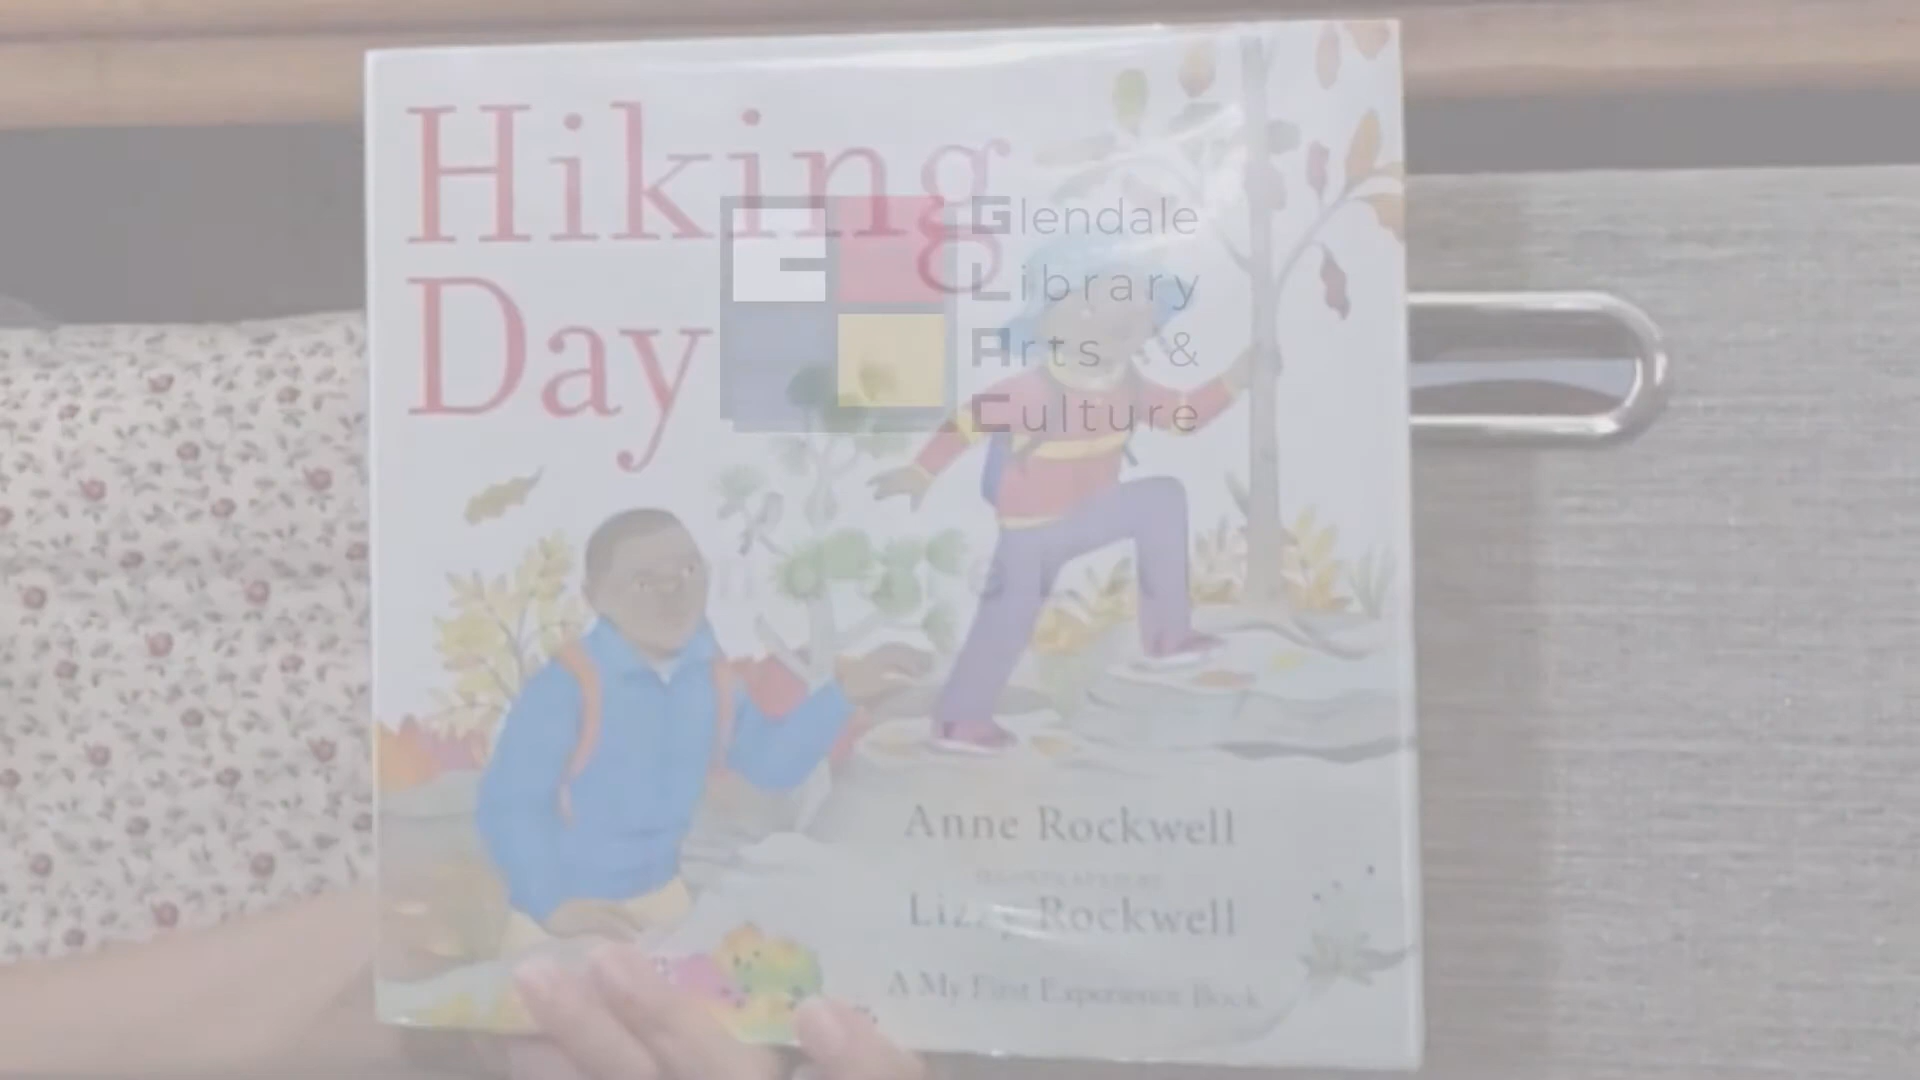 Hiking
Day
Glendale
Library
Arts &
Culture
Anne Rockwell
Lizzy Rockwell
A My First Experience Book